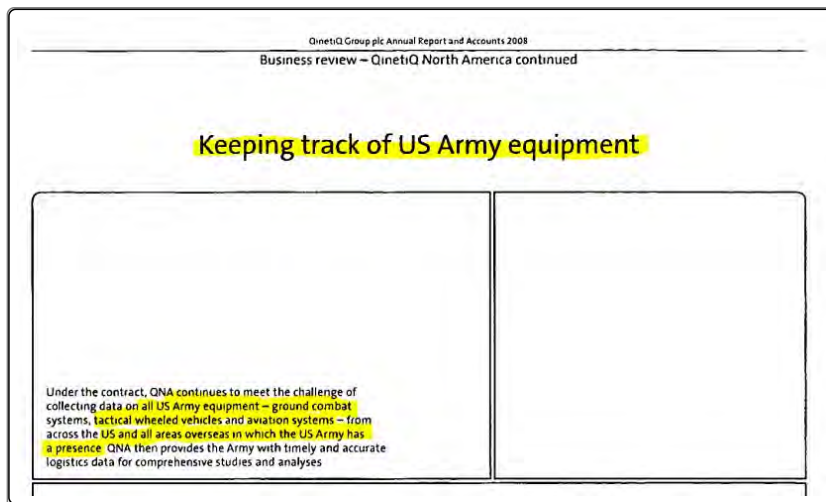 QinetiQ Group plc Annual Report and Accounts 2008
Business review – QinetiQ North America continued
Keeping track of US Army equipment
Under the contract, QNA continues to meet the challenge of
collecting data on all US Army equipment – ground combat
systems, tactical wheeled vehicles and aviation systems – from
across the US and all areas overseas in which the US Army has
a presence QNA then provides the Army with timely and accurate
logistics data for comprehensive studies and analyses